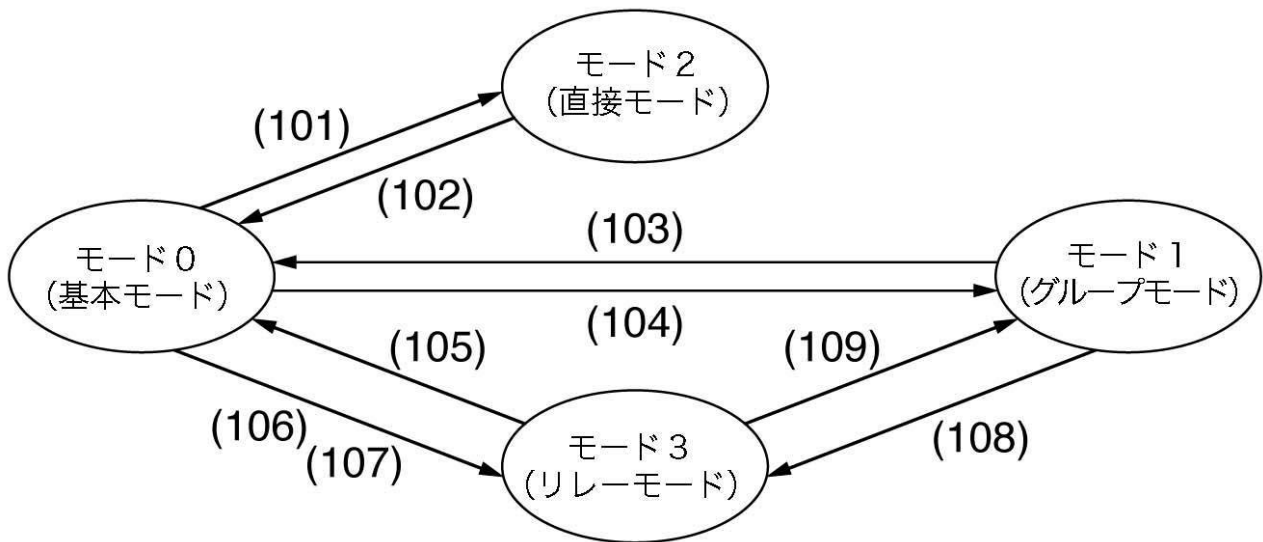 モード2
(直接モード)
(101)
(102)
(103)
モード0
(基本モード)
モード1
(グループモード)
(104)
(105)
(109)
(106)
(107)
モード3
(リレーモード)
(108)